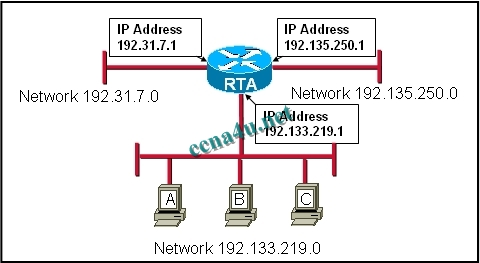 IP Address
192.31.7.1
IP Address
192.135.250.1
RTA
Network 192.31.7.0
Network 192.135.250.0
IP Address
192.133.219.1
ccna4u.net
A
B
C
Network 192.133.219.0